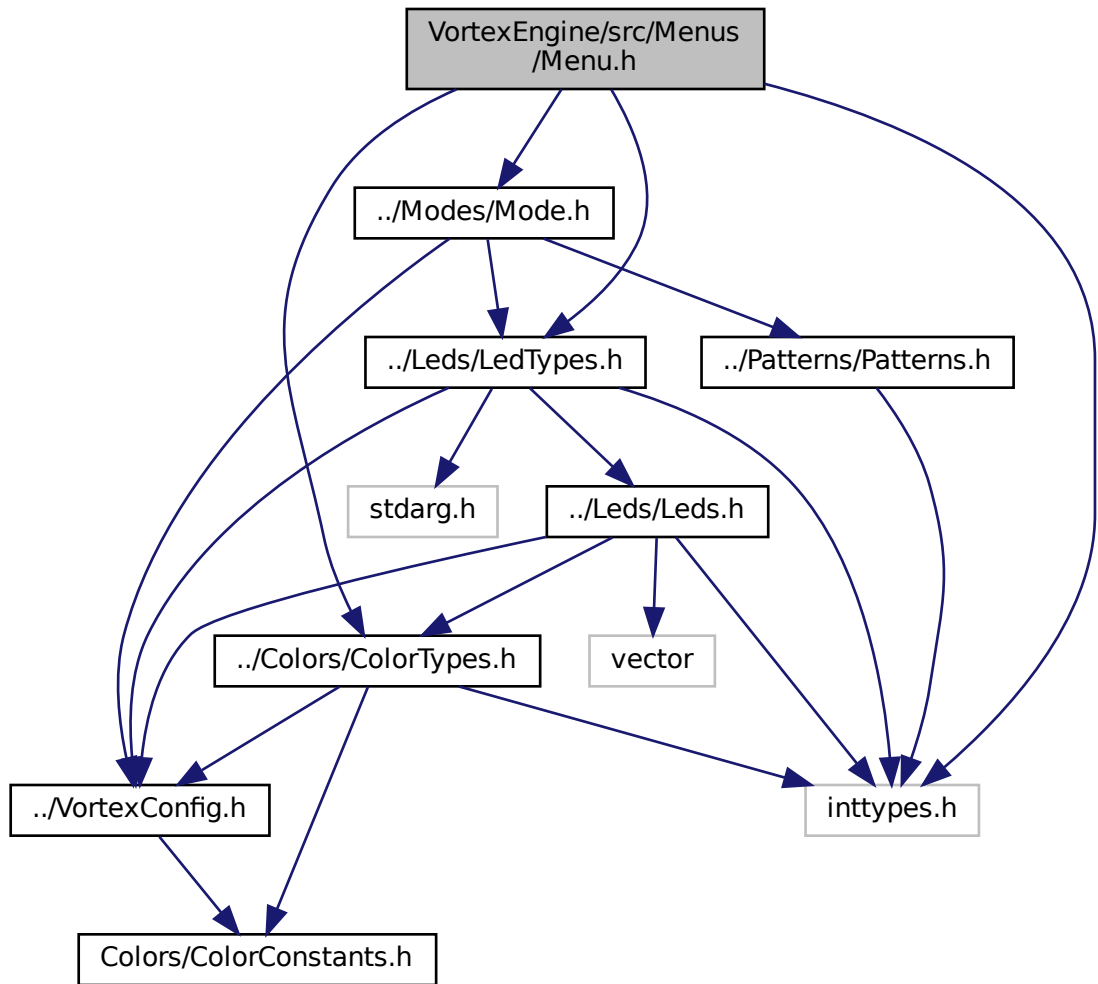 VortexEngine/src/Menus
/Menu.h
../Modes/Mode.h
../Leds/LedTypes.h
../Patterns/Patterns.h
stdarg.h
../Leds/Leds.h
../Colors/ColorTypes.h
vector
../VortexConfig.h
inttypes.h
Colors/ColorConstants.h